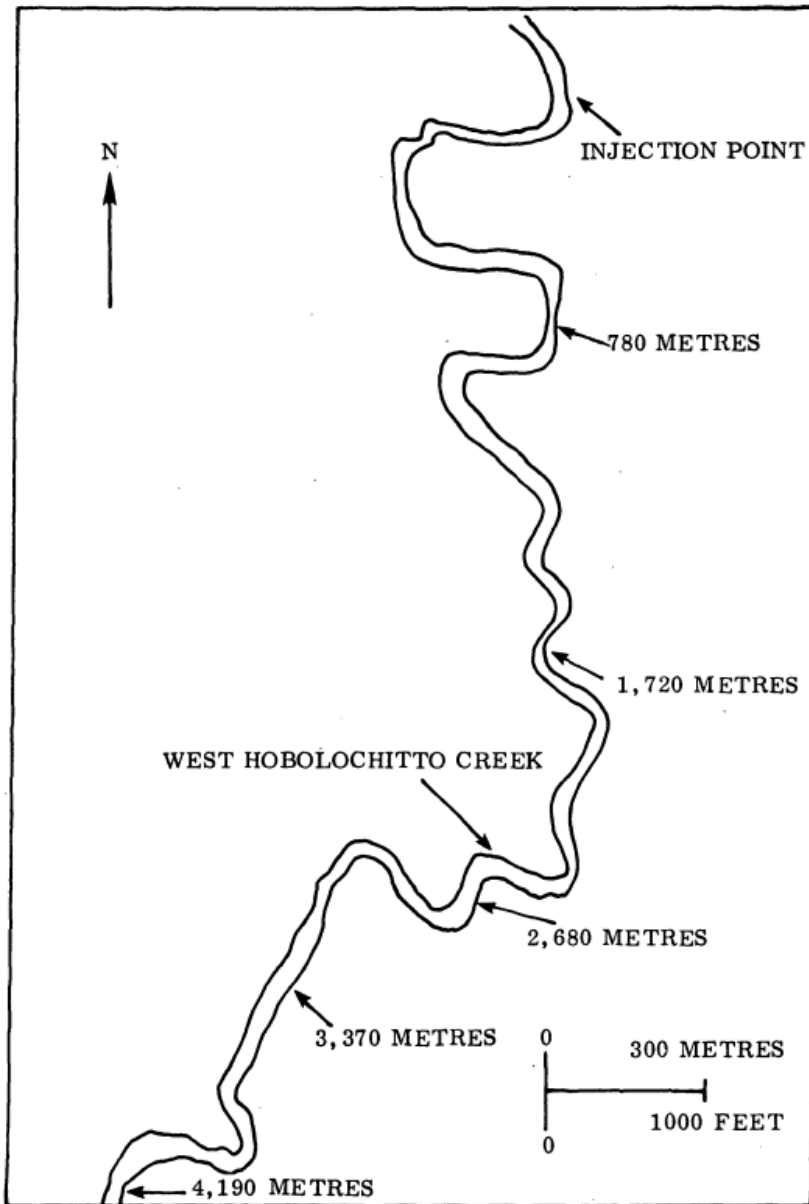 N
INJECTION POINT
780 METRES
1,720 METRES
WEST HOBOLOCHITTO CREEK
2,680 METRES
3,370 METRES
0 300 METRES
1000 FEET
0
4,190 METRES